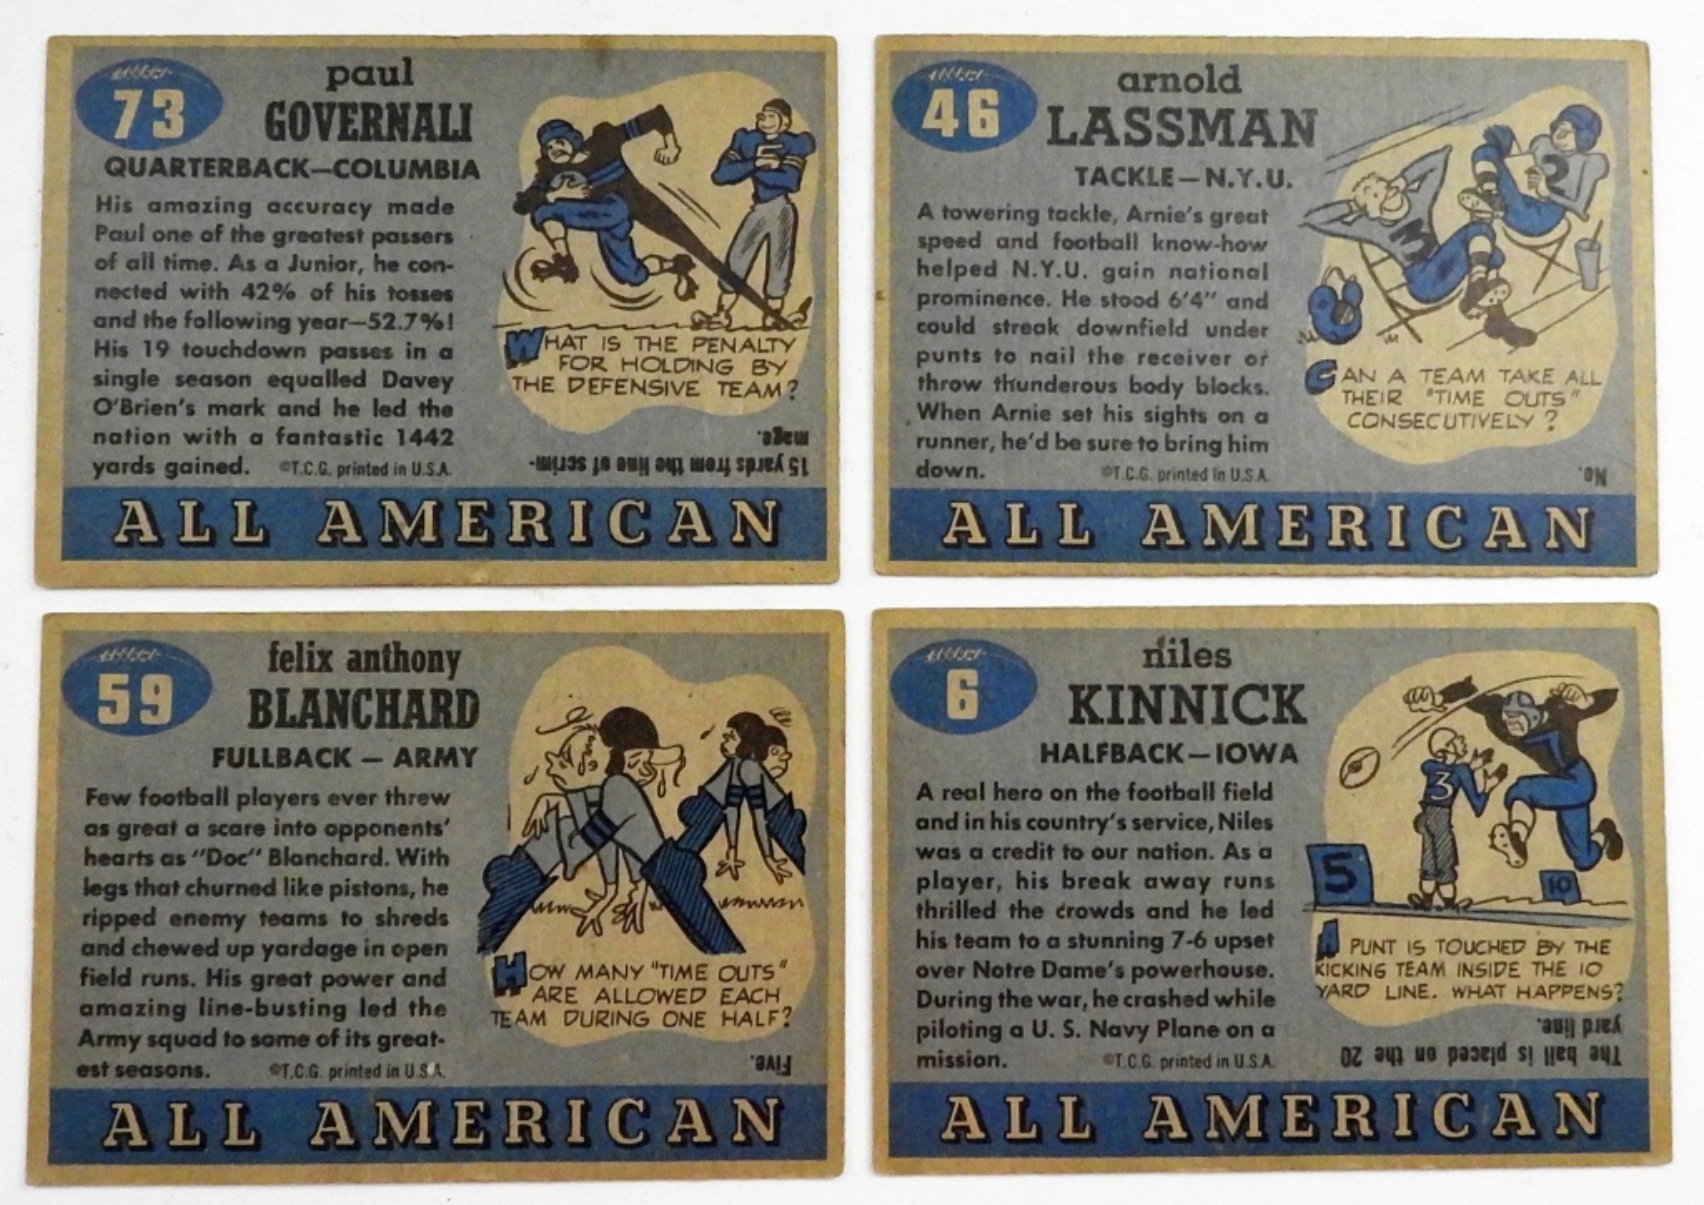 73
paul
GOVERNALI
QUARTERBACK—COLUMBIA
His amazing accuracy made
Paul one of the greatest passers
of all time. As a Junior, he con-
nected with 42% of his tosses
and the following year—52.7%!
His 19 touchdown passes in a
single season equalled Davey
O'Brien's mark and he led the
nation with a fantastic 1442
yards gained. ©T.C.G. printed in U.S.A.
WHAT IS THE PENALTY
FOR HOLDING BY
THE DEFENSIVE TEAM?
15 yards from the line of scrim-
mage.
ALL AMERICAN
46
arnold
LASSMAN
TACKLE—N.Y.U.
A towering tackle, Arnie's great
speed and football know-how
helped N.Y.U. gain national
prominence. He stood 6'4" and
could streak downfield under
punts to nail the receiver or
throw thunderous body blocks.
When Arnie set his sights on a
runner, he'd be sure to bring him
down. ©T.C.G. printed in U.S.A.
2
3
CAN A TEAM TAKE ALL
THEIR "TIME OUTS"
CONSECUTIVELY?
No.
ALL AMERICAN
59
felix anthony
BLANCHARD
FULLBACK — ARMY
Few football players ever threw
as great a scare into opponents'
hearts as "Doc" Blanchard. With
legs that churned like pistons, he
ripped enemy teams to shreds
and chewed up yardage in open
field runs. His great power and
amazing line-busting led the
Army squad to some of its great-
est seasons. ©T.C.G. printed in U.S.A.
HOW MANY "TIME OUTS"
ARE ALLOWED EACH
TEAM DURING ONE HALF?
Five.
ALL AMERICAN
6
niles
KINNICK
HALFBACK—IOWA
A real hero on the football field
and in his country's service, Niles
was a credit to our nation. As a
player, his break away runs
thrilled the crowds and he led
his team to a stunning 7-6 upset
over Notre Dame's powerhouse.
During the war, he crashed while
piloting a U. S. Navy Plane on a
mission. ©T.C.G. printed in U.S.A.
3
5
10
A PUNT IS TOUCHED BY THE
KICKING TEAM INSIDE THE 10
YARD LINE. WHAT HAPPENS?
The ball is placed on the 20
yard line.
ALL AMERICAN